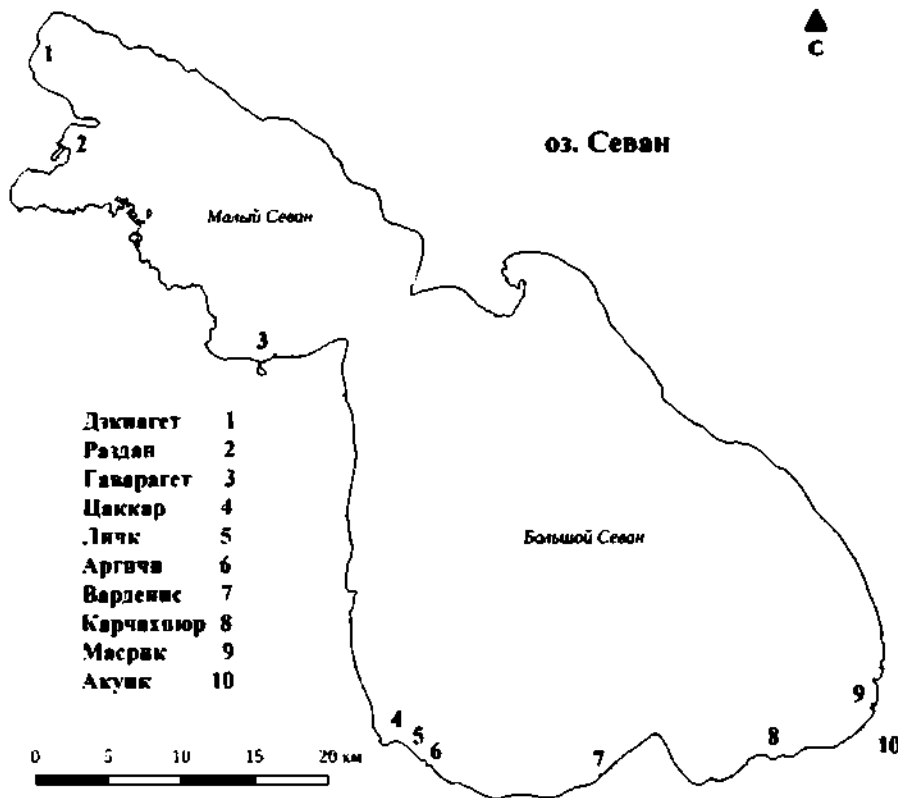 1
С
2
оз. Севан
Малый Севан
3
Дзкнагет 1
Раздан 2
Гаварагет 3
Цаккар 4
Личк 5
Аргичи 6
Варденис 7
Карчахпюр 8
Масрик 9
Акунк 10
Большой Севан
4
5
6
7
8
9
10
0 5 10 15 20 км